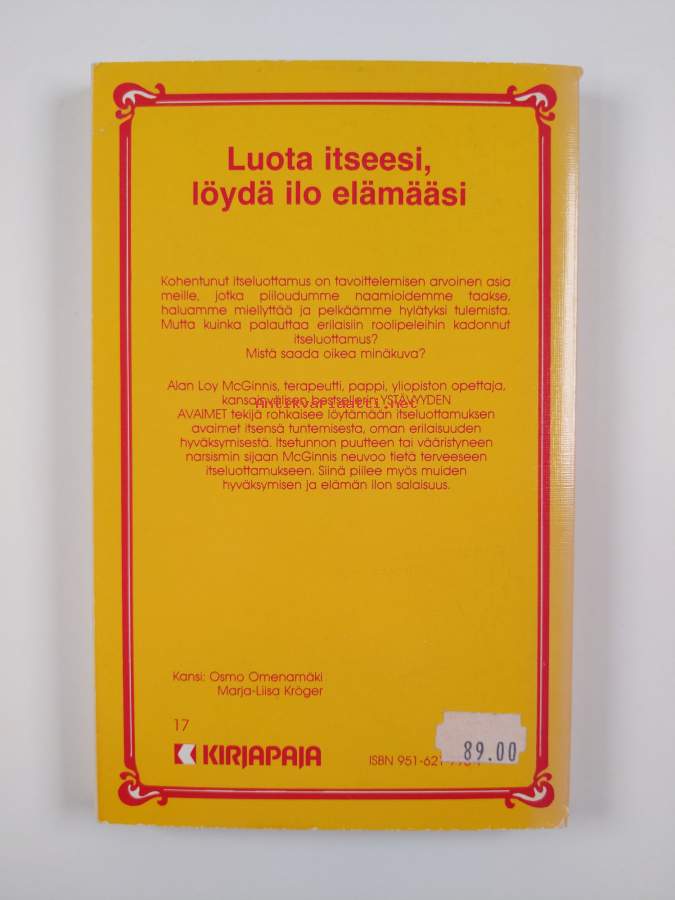 Luota itseesi,
löydä ilo elämääsi
Kohentunut itseluottamus on tavoittelemisen arvoinen asia
meille, jotka piiloudumme naamioidemme taakse,
haluamme miellyttää ja pelkäämme hylätyksi tulemista.
Mutta kuinka palauttaa erilaisiin roolipeleihin kadonnut
itseluottamus?
Mistä saada oikea minäkuva?
Alan Loy McGinnis, terapeutti, pappi, yliopiston opettaja,
kansainvälisen bestsellerin YSTÄVYYDEN
Antikvariaatti.net
AVAIMET tekijä rohkaisee löytämään itseluottamuksen
avaimet itsensä tuntemisesta, oman erilaisuuden
hyväksymisestä. Itsetunnon puutteen tai vääristyneen
narsismin sijaan McGinnis neuvoo tietä terveeseen
itseluottamukseen. Siinä piilee myös muiden
hyväksymisen ja elämän ilon salaisuus.
Kansi: Osmo Omenamäki
Marja-Liisa Kröger
17
KIRJAPAJA
ISBN 951-621
89.00